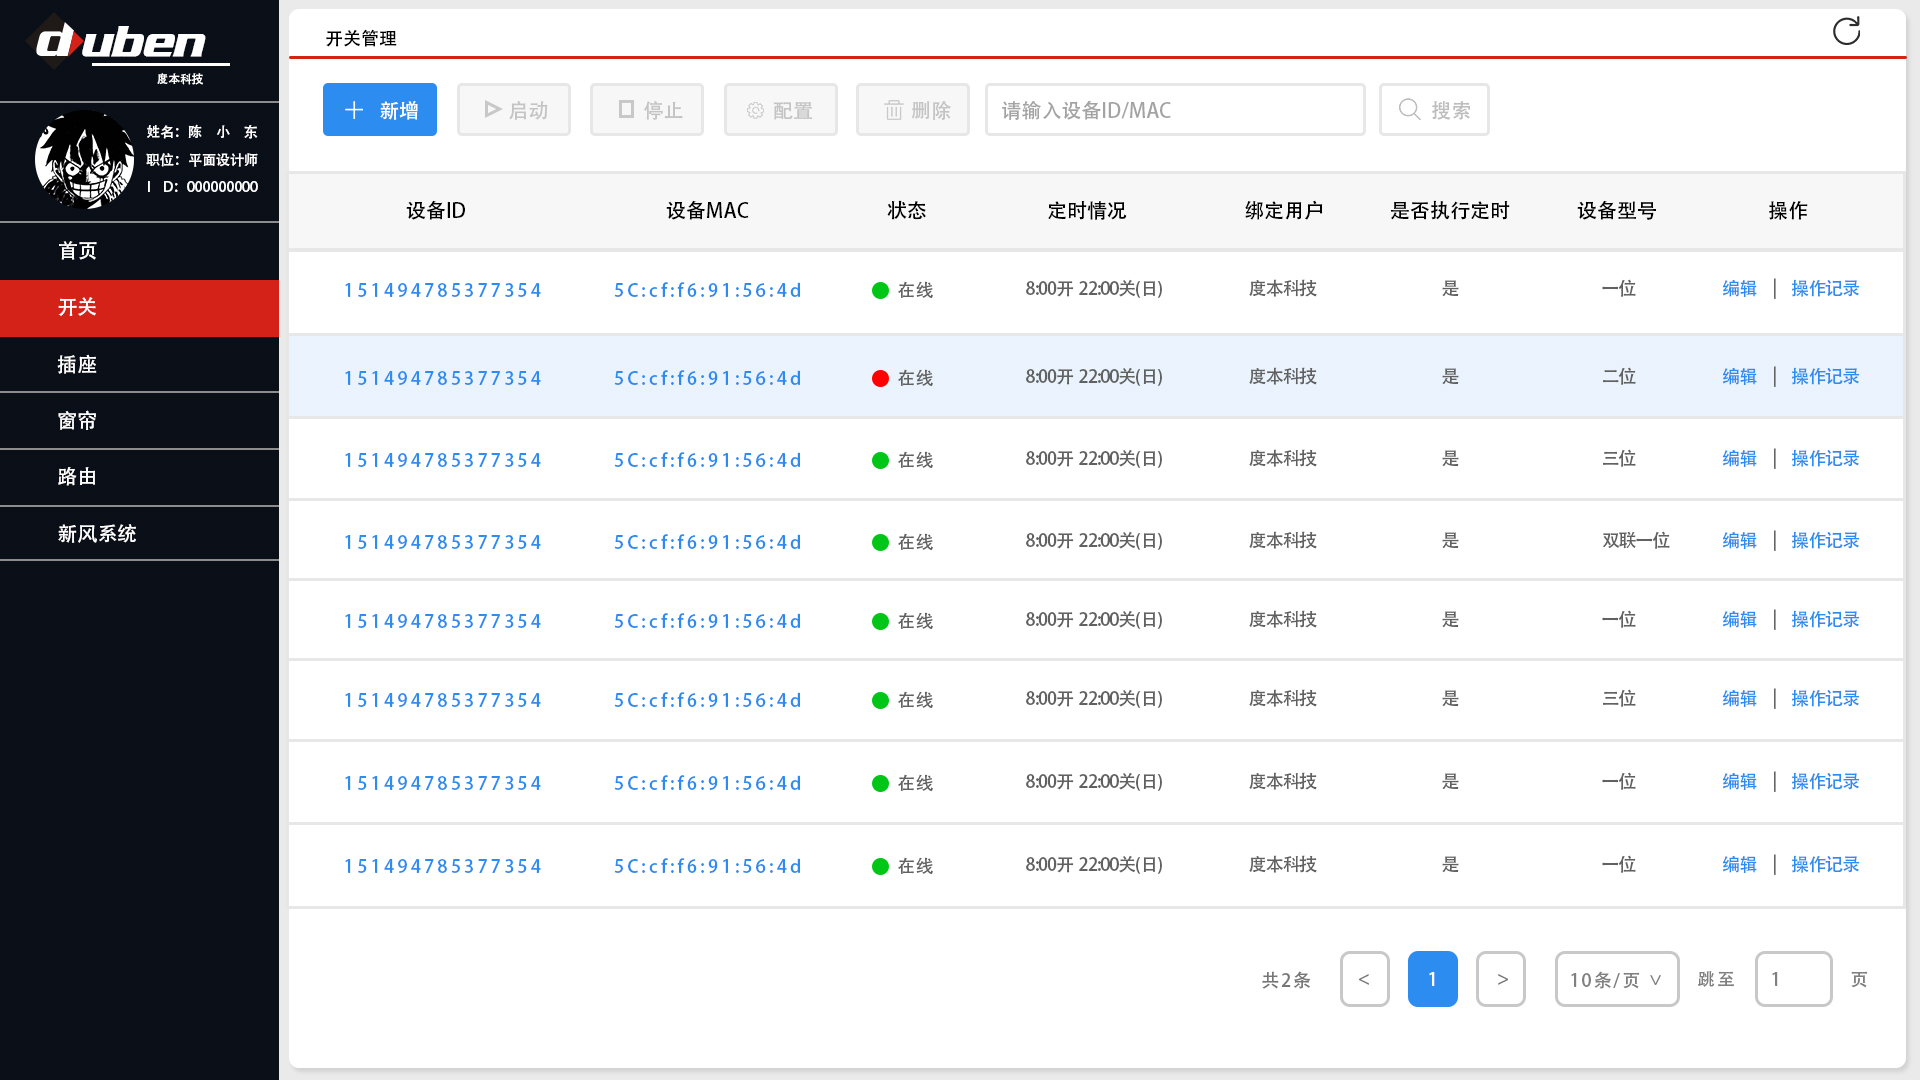 duben
度本科技
姓名：陈 小 东
职位：平面设计师
I D：000000000
首页
开关
插座
窗帘
路由
新风系统
开关管理
新增 启动 停止 配置 删除 请输入设备ID/MAC 搜索
设备ID 设备MAC 状态 定时情况 绑定用户 是否执行定时 设备型号 操作
151494785377354 5C:cf:f6:91:56:4d 在线 8:00开 22:00关(日) 度本科技 是 一位 编辑 | 操作记录
151494785377354 5C:cf:f6:91:56:4d 在线 8:00开 22:00关(日) 度本科技 是 二位 编辑 | 操作记录
151494785377354 5C:cf:f6:91:56:4d 在线 8:00开 22:00关(日) 度本科技 是 三位 编辑 | 操作记录
151494785377354 5C:cf:f6:91:56:4d 在线 8:00开 22:00关(日) 度本科技 是 双联一位 编辑 | 操作记录
151494785377354 5C:cf:f6:91:56:4d 在线 8:00开 22:00关(日) 度本科技 是 一位 编辑 | 操作记录
151494785377354 5C:cf:f6:91:56:4d 在线 8:00开 22:00关(日) 度本科技 是 三位 编辑 | 操作记录
151494785377354 5C:cf:f6:91:56:4d 在线 8:00开 22:00关(日) 度本科技 是 一位 编辑 | 操作记录
151494785377354 5C:cf:f6:91:56:4d 在线 8:00开 22:00关(日) 度本科技 是 一位 编辑 | 操作记录
共2条 < 1 > 10条/页 ∨ 跳至 1 页